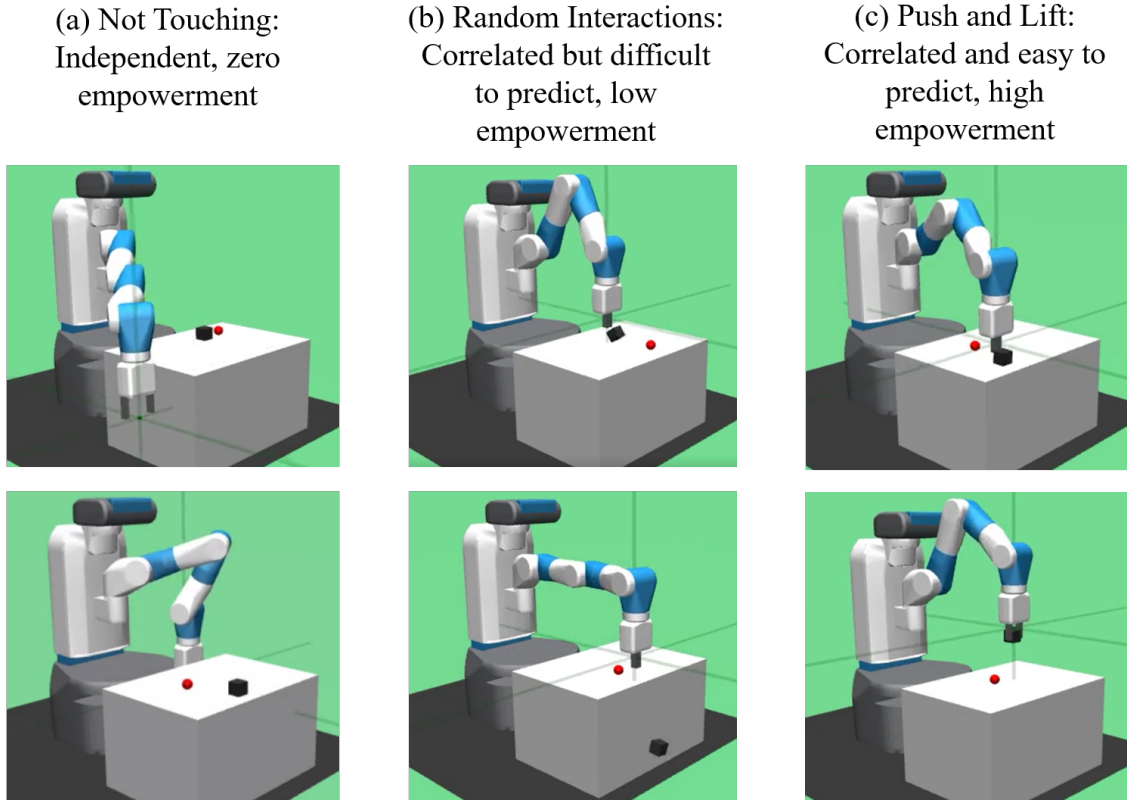 (a) Not Touching:
Independent, zero
empowerment
(b) Random Interactions:
Correlated but difficult
to predict, low
empowerment
(c) Push and Lift:
Correlated and easy to
predict, high
empowerment